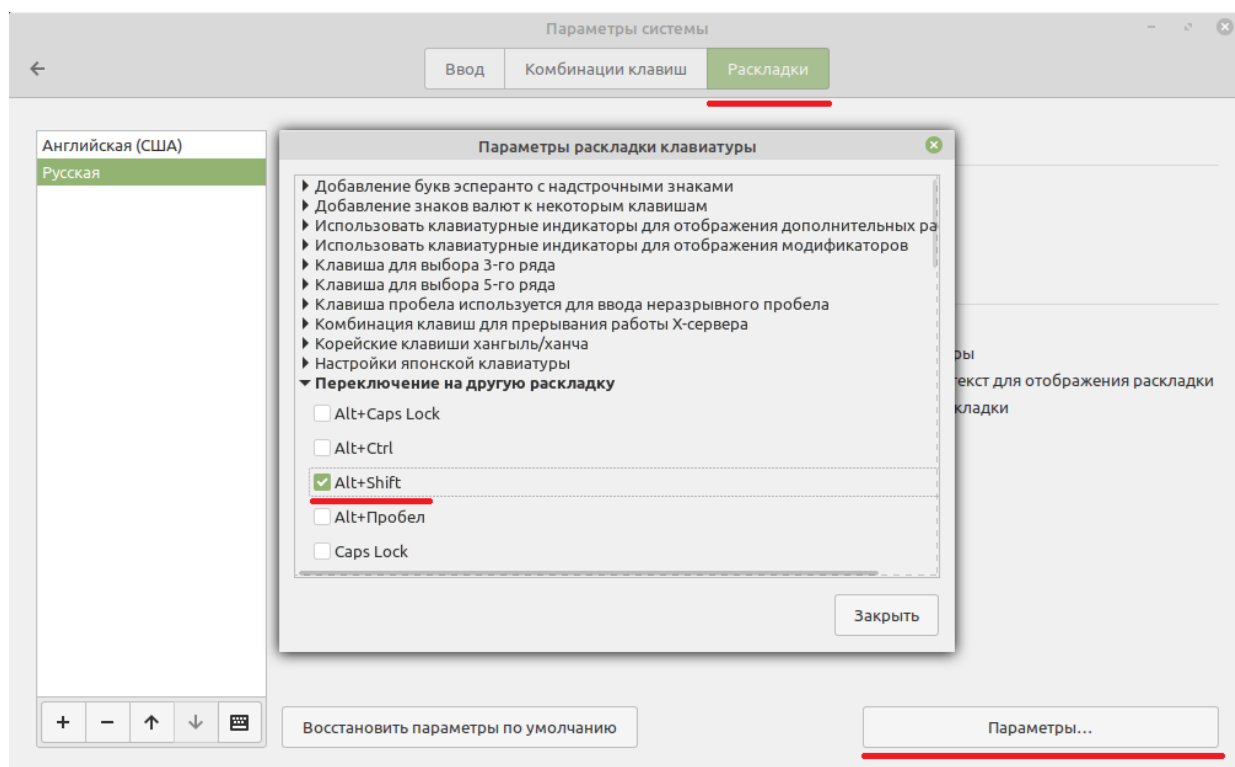 Параметры системы
Ввод
Комбинации клавиш
Раскладки
Английская (США)
Русская
Параметры раскладки клавиатуры
Добавление букв эсперанто с надстрочными знаками
Добавление знаков валют к некоторым клавишам
Использовать клавиатурные индикаторы для отображения дополнительных ра
Использовать клавиатурные индикаторы для отображения модификаторов
Клавиша для выбора 3-го ряда
Клавиша для выбора 5-го ряда
Клавиша пробела используется для ввода неразрывного пробела
Комбинация клавиш для прерывания работы X-сервера
Корейские клавиши хангыль/ханча
Настройки японской клавиатуры
Переключение на другую раскладку
Alt+Caps Lock
Alt+Ctrl
Alt+Shift
Alt+Пробел
Caps Lock
Закрыть
ры
текст для отображения раскладки
кладки
Восстановить параметры по умолчанию
Параметры...